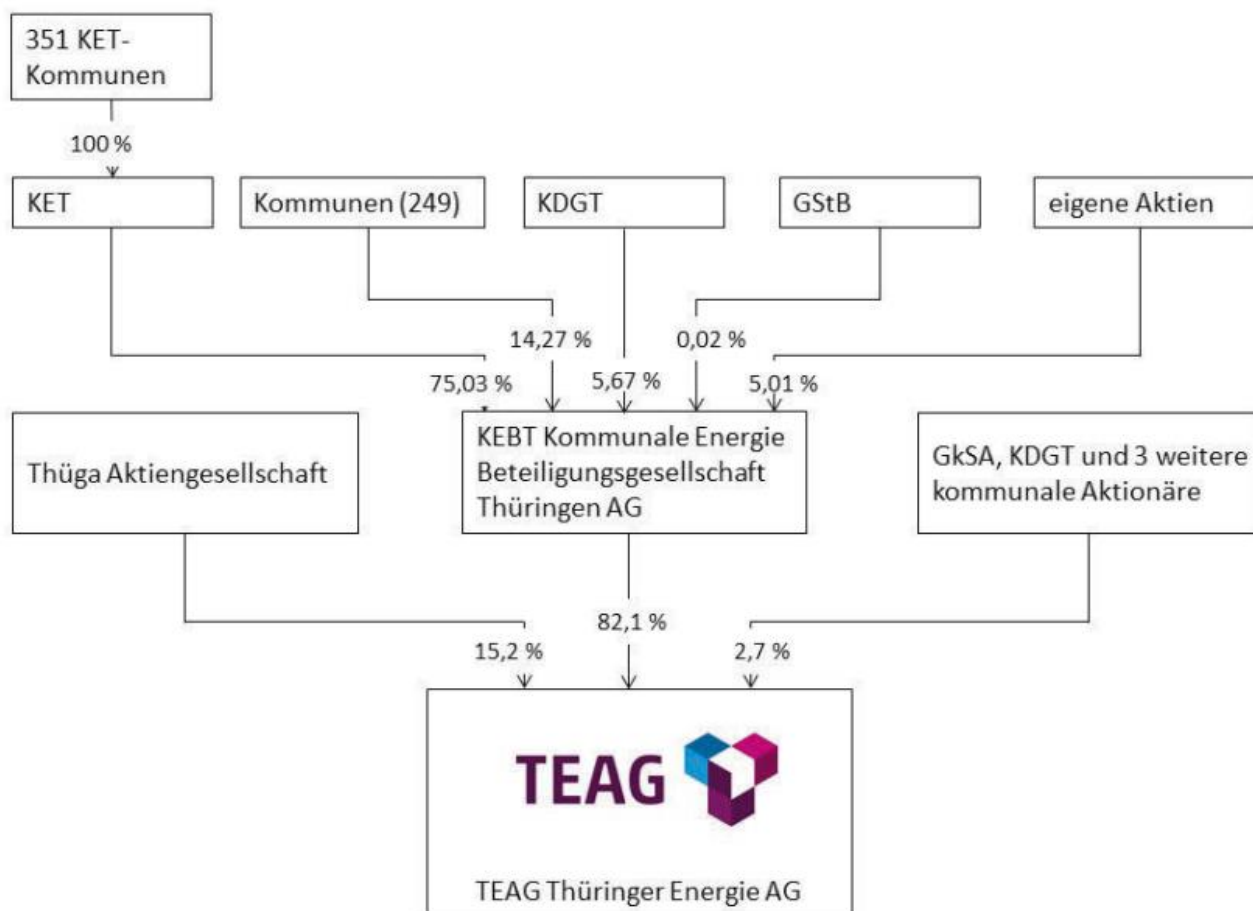 351 KET-
Kommunen
100 %
KET
Kommunen (249)
KDGT
GStB
eigene Aktien
14,27 %
0,02 %
75,03 %
5,67 %
5,01 %
Thüga Aktiengesellschaft
KEBT Kommunale Energie
Beteiligungsgesellschaft
Thüringen AG
GkSA, KDGT und 3 weitere
kommunale Aktionäre
82,1 %
15,2 %
2,7 %
TEAG
TEAG Thüringer Energie AG